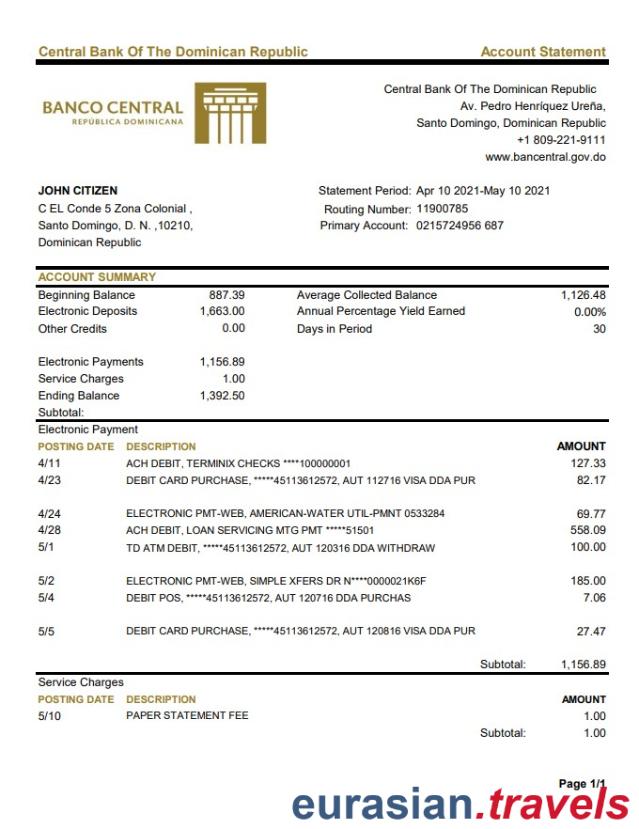 Central Bank Of The Dominican Republic Account Statement
BANCO CENTRAL
REPÚBLICA DOMINICANA
Central Bank Of The Dominican Republic
Av. Pedro Henríquez Ureña,
Santo Domingo, Dominican Republic
+1 809-221-9111
www.bancentral.gov.do
JOHN CITIZEN
C EL Conde 5 Zona Colonial ,
Santo Domingo, D. N. ,10210,
Dominican Republic
Statement Period: Apr 10 2021-May 10 2021
Routing Number: 11900785
Primary Account: 0215724956 687
ACCOUNT SUMMARY
Beginning Balance 887.39 Average Collected Balance 1,126.48
Electronic Deposits 1,663.00 Annual Percentage Yield Earned 0.00%
Other Credits 0.00 Days in Period 30
Electronic Payments 1,156.89
Service Charges 1.00
Ending Balance 1,392.50
Subtotal:
Electronic Payment
POSTING DATE DESCRIPTION AMOUNT
4/11 ACH DEBIT, TERMINIX CHECKS ****100000001 127.33
4/23 DEBIT CARD PURCHASE, *****45113612572, AUT 112716 VISA DDA PUR 82.17
4/24 ELECTRONIC PMT-WEB, AMERICAN-WATER UTIL-PMNT 0533284 69.77
4/28 ACH DEBIT, LOAN SERVICING MTG PMT *****51501 558.09
5/1 TD ATM DEBIT, *****45113612572, AUT 120316 DDA WITHDRAW 100.00
5/2 ELECTRONIC PMT-WEB, SIMPLE XFERS DR N****0000021K6F 185.00
5/4 DEBIT POS, *****45113612572, AUT 120716 DDA PURCHAS 7.06
5/5 DEBIT CARD PURCHASE, *****45113612572, AUT 120816 VISA DDA PUR 27.47
Subtotal: 1,156.89
Service Charges
POSTING DATE DESCRIPTION AMOUNT
5/10 PAPER STATEMENT FEE 1.00
Subtotal: 1.00
Page 1/1
eurasian.travels